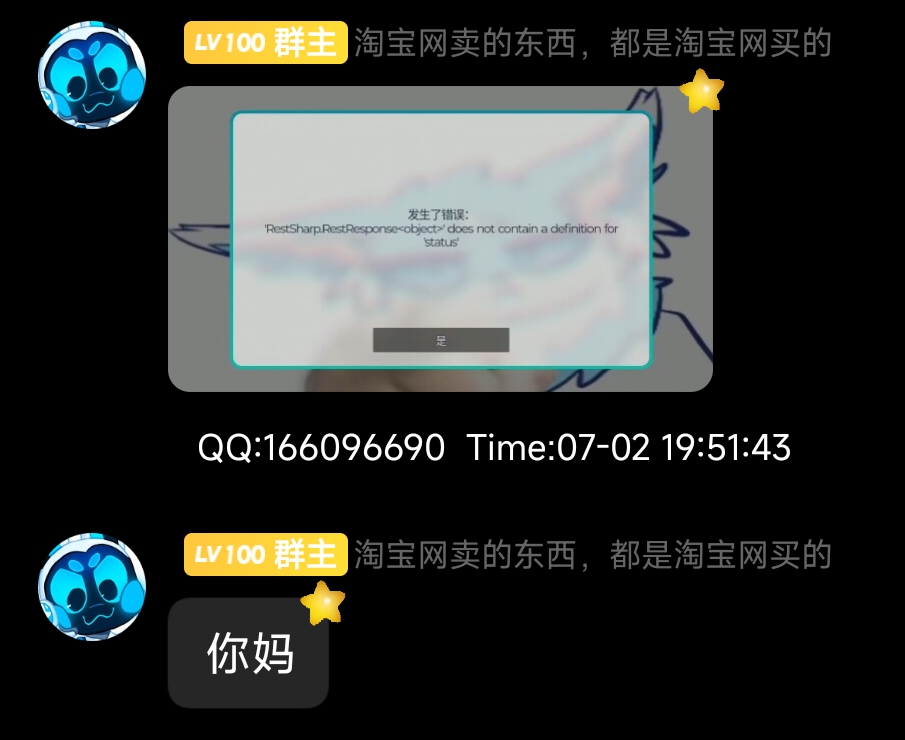 LV100 群主 淘宝网卖的东西，都是淘宝网买的
发生了错误:
'RestSharp.RestResponse<object>' does not contain a definition for
'status'
是
QQ:166096690 Time:07-02 19:51:43
LV100 群主 淘宝网卖的东西，都是淘宝网买的
你妈